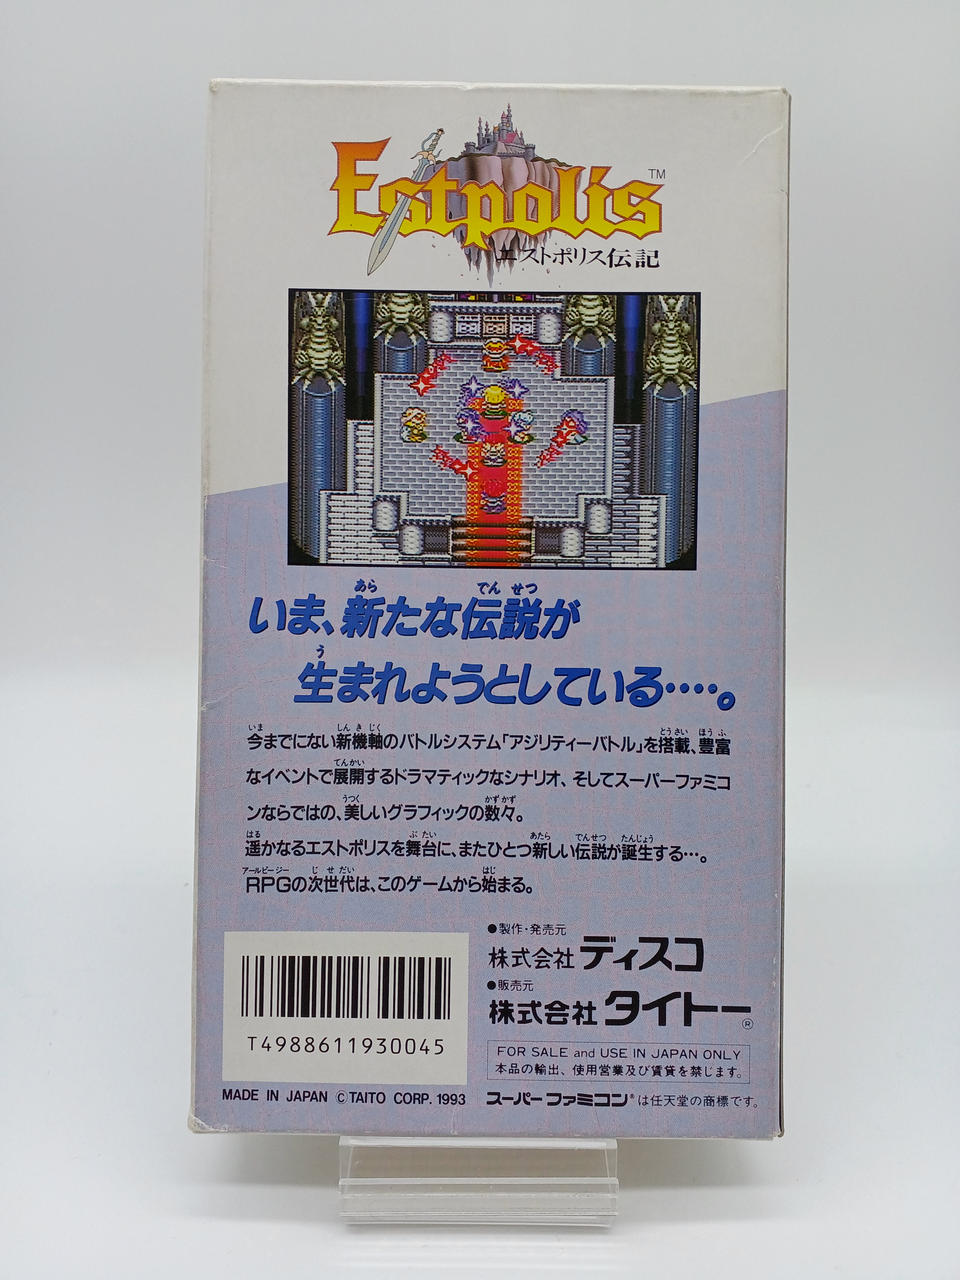 Estpolis™
エストポリス伝記
いま、新たな伝説が
生まれようとしている‥‥。
今までにない新機軸のバトルシステム「アジリティーバトル」を搭載、豊富
なイベントで展開するドラマティックなシナリオ、そしてスーパーファミコ
ンならではの、美しいグラフィックの数々。
遥かなるエストポリスを舞台に、またひとつ新しい伝説が誕生する…。
RPGの次世代は、このゲームから始まる。
●製作・発売元
株式会社ディスコ
●販売元
株式会社タイトー®
T4988611930045
FOR SALE and USE IN JAPAN ONLY
本品の輸出、使用営業及び賃貸を禁じます。
MADE IN JAPAN ©TAITO CORP. 1993
スーパーファミコン®は任天堂の商標です。